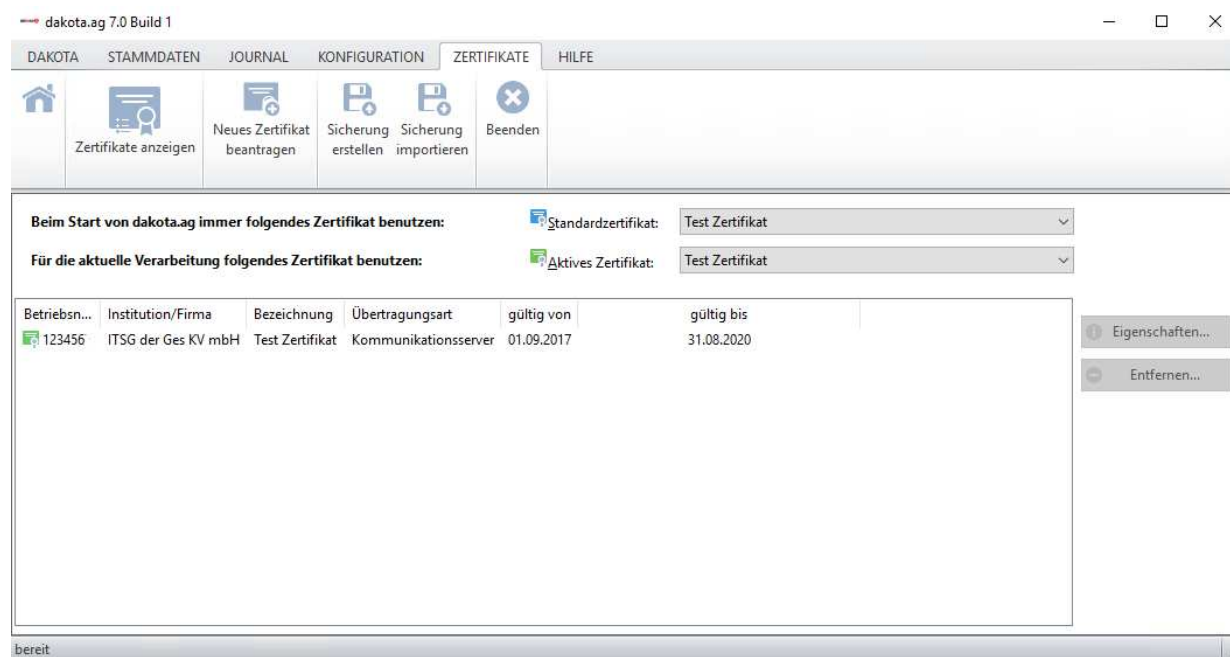 dakota.ag 7.0 Build 1
DAKOTA STAMMDATEN JOURNAL KONFIGURATION ZERTIFIKATE HILFE
Zertifikate anzeigen
Neues Zertifikat
beantragen
Sicherung
erstellen
Sicherung
importieren
Beenden
Beim Start von dakota.ag immer folgendes Zertifikat benutzen: Standardzertifikat: Test Zertifikat
Für die aktuelle Verarbeitung folgendes Zertifikat benutzen: Aktives Zertifikat: Test Zertifikat
Betriebsn... Institution/Firma Bezeichnung Übertragungsart gültig von gültig bis
123456 ITSG der Ges KV mbH Test Zertifikat Kommunikationsserver 01.09.2017 31.08.2020
Eigenschaften...
Entfernen...
bereit